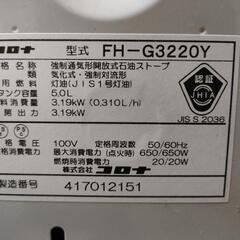 コロナ 型式 FH-G3220Y
格名称 強制通気形開放式石油ストーブ
気化式・強制対流形
用燃料 灯油(JIS1号灯油)
タンク容量 5.0L
3.19kW (0.310L/h)
3.19kW
認証
JHIA
JIS S 2036
格電圧 100V 定格周波数 50/60Hz
最大消費電力(点火時) 650/650W
燃焼時消費電力 20/20W
株式会社 コロナ
製造番号 417012151